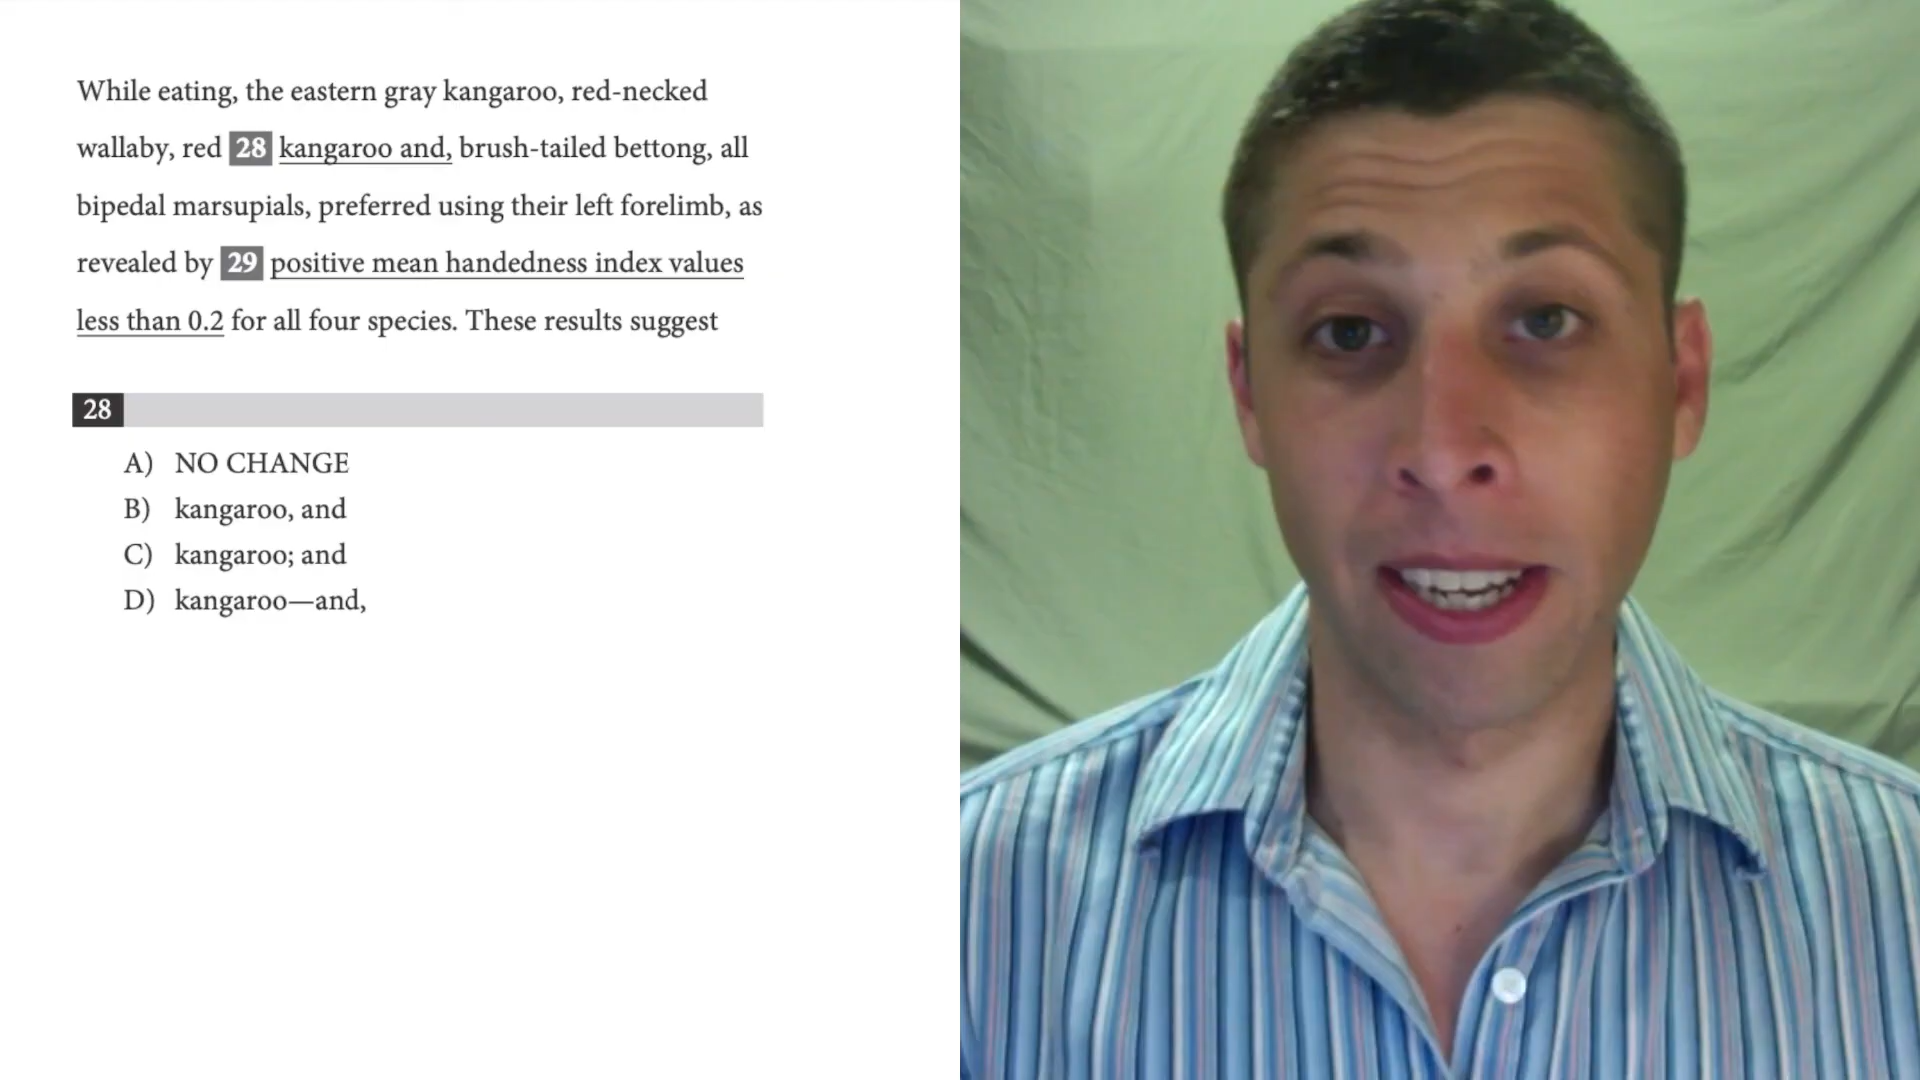 While eating, the eastern gray kangaroo, red-necked
wallaby, red 28 kangaroo and, brush-tailed bettong, all
bipedal marsupials, preferred using their left forelimb, as
revealed by 29 positive mean handedness index values
less than 0.2 for all four species. These results suggest
28
A) NO CHANGE
B) kangaroo, and
C) kangaroo; and
D) kangaroo—and,